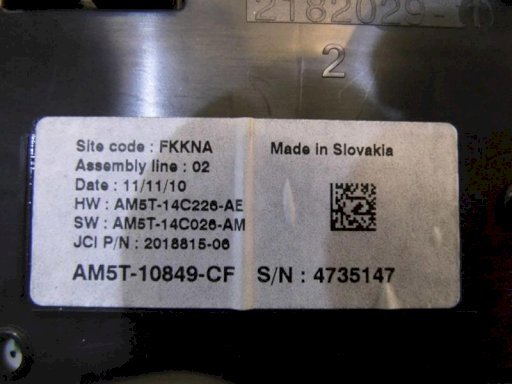 2182029-
2
Site code : FKKNA
Made in Slovakia
Assembly line : 02
Date : 11/11/10
HW : AM5T-14C226-AE
SW : AM5T-14C026-AM
JCI P/N : 2018815-06
AM5T-10849-CF S/N : 4735147